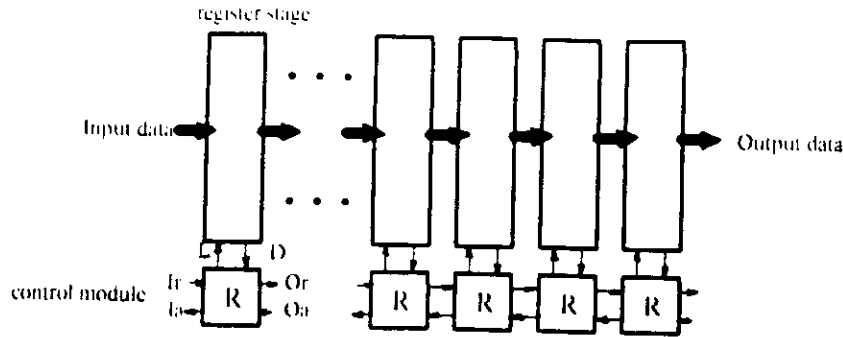 register stage
Input data
Output data
L D
Ir Or
control module R R R R R
Ia Oa